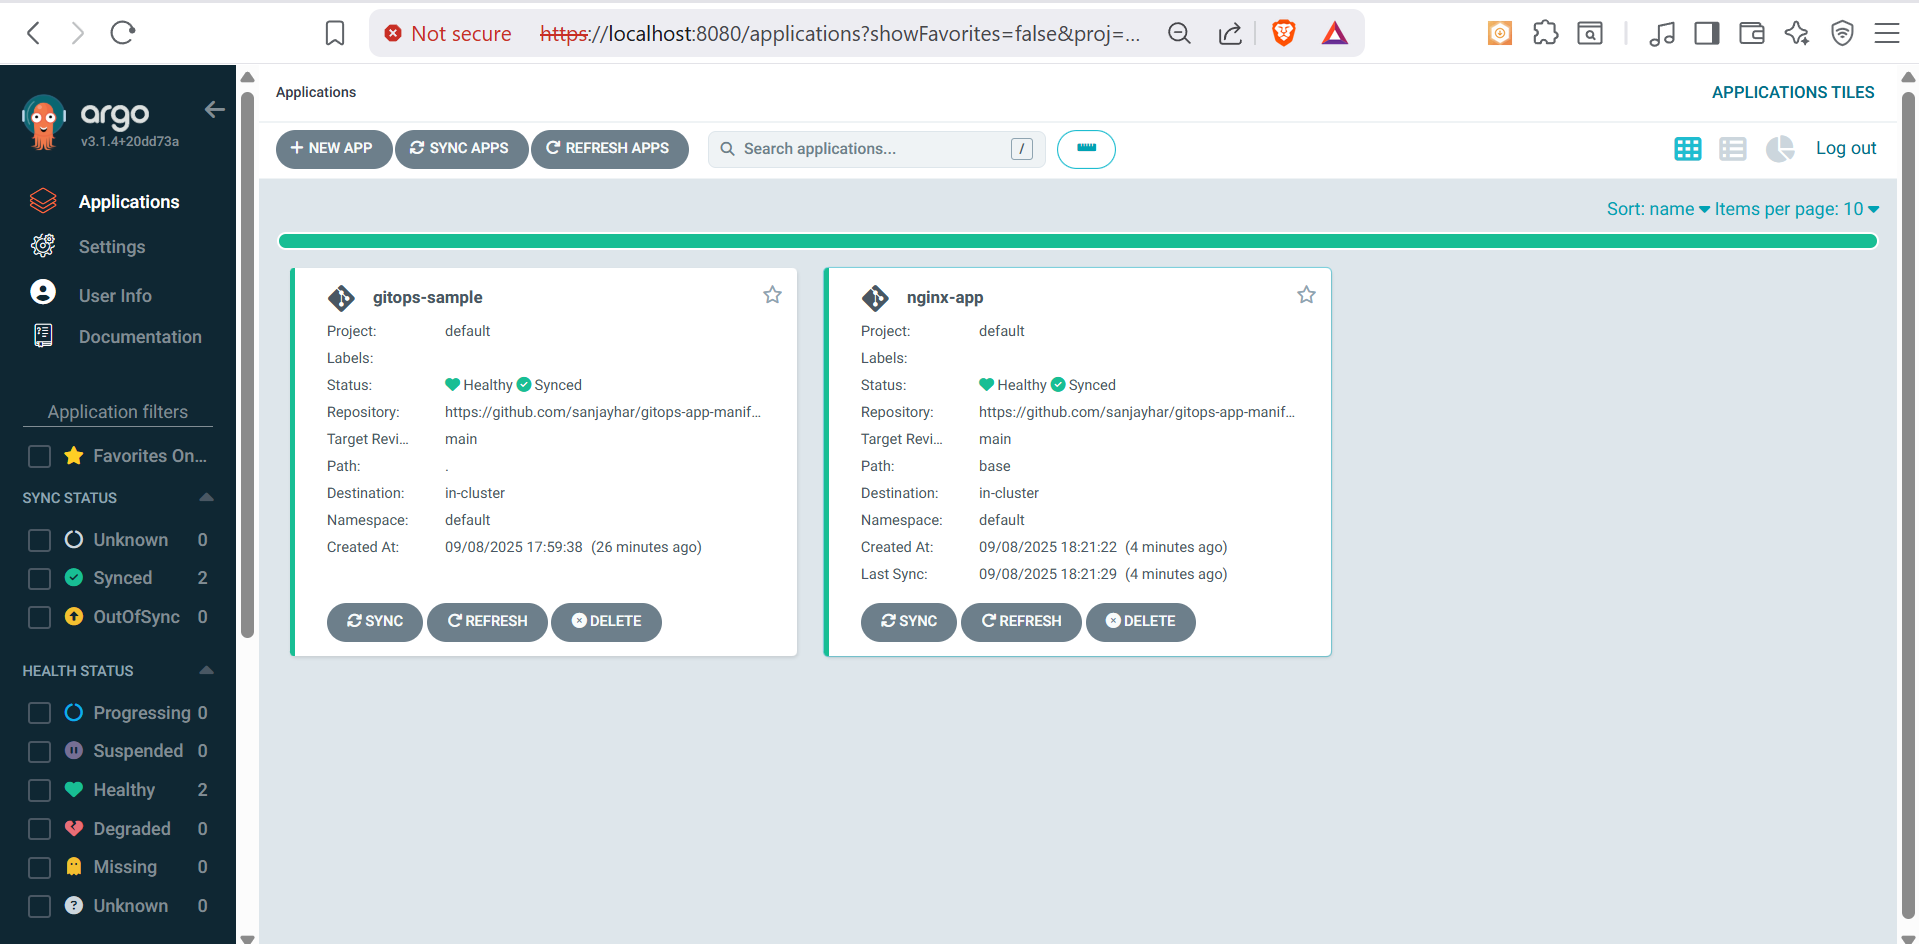 Not secure https://localhost:8080/applications?showFavorites=false&proj=...
argo
v3.1.4+20dd73a
Applications
Settings
User Info
Documentation
Application filters
Favorites On...
SYNC STATUS
Unknown 0
Synced 2
OutOfSync 0
HEALTH STATUS
Progressing 0
Suspended 0
Healthy 2
Degraded 0
Missing 0
Unknown 0
Applications APPLICATIONS TILES
NEW APP SYNC APPS REFRESH APPS Search applications... / Log out
Sort: name Items per page: 10
gitops-sample
Project: default
Labels:
Status: Healthy Synced
Repository: https://github.com/sanjayhar/gitops-app-manif...
Target Revi... main
Path: .
Destination: in-cluster
Namespace: default
Created At: 09/08/2025 17:59:38 (26 minutes ago)
SYNC REFRESH DELETE
nginx-app
Project: default
Labels:
Status: Healthy Synced
Repository: https://github.com/sanjayhar/gitops-app-manif...
Target Revi... main
Path: base
Destination: in-cluster
Namespace: default
Created At: 09/08/2025 18:21:22 (4 minutes ago)
Last Sync: 09/08/2025 18:21:29 (4 minutes ago)
SYNC REFRESH DELETE